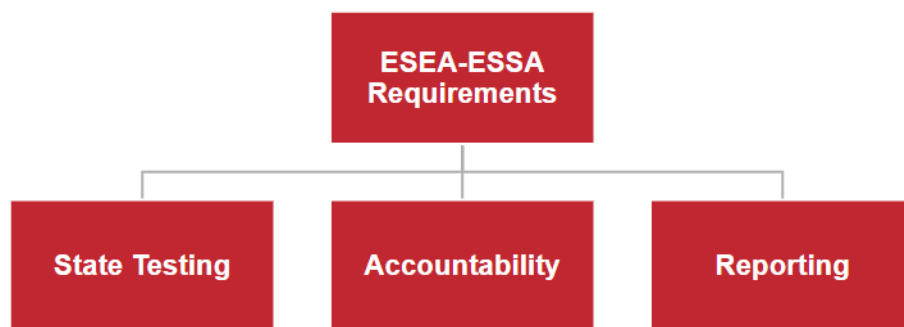 ESEA-ESSA
Requirements
State Testing
Accountability
Reporting